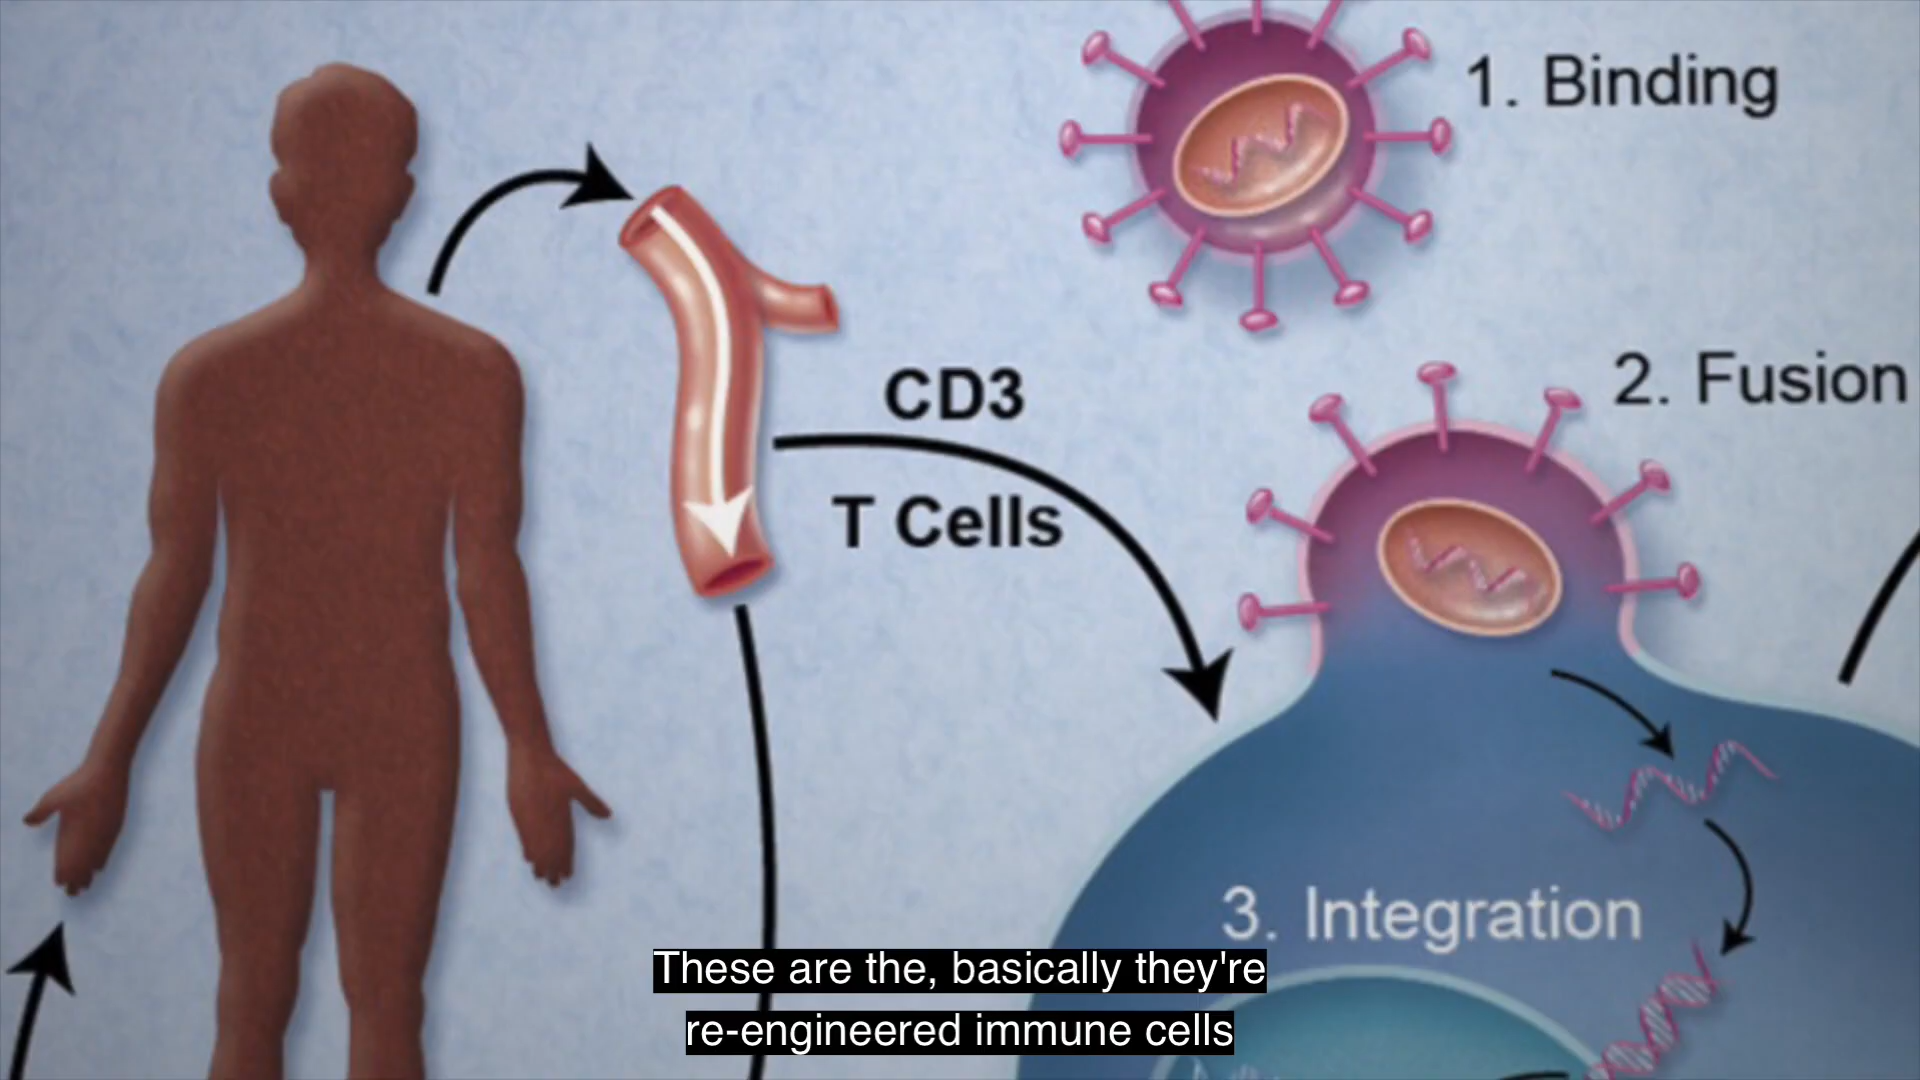 1. Binding
2. Fusion
CD3
T Cells
3. Integration
These are the, basically they're
re-engineered immune cells